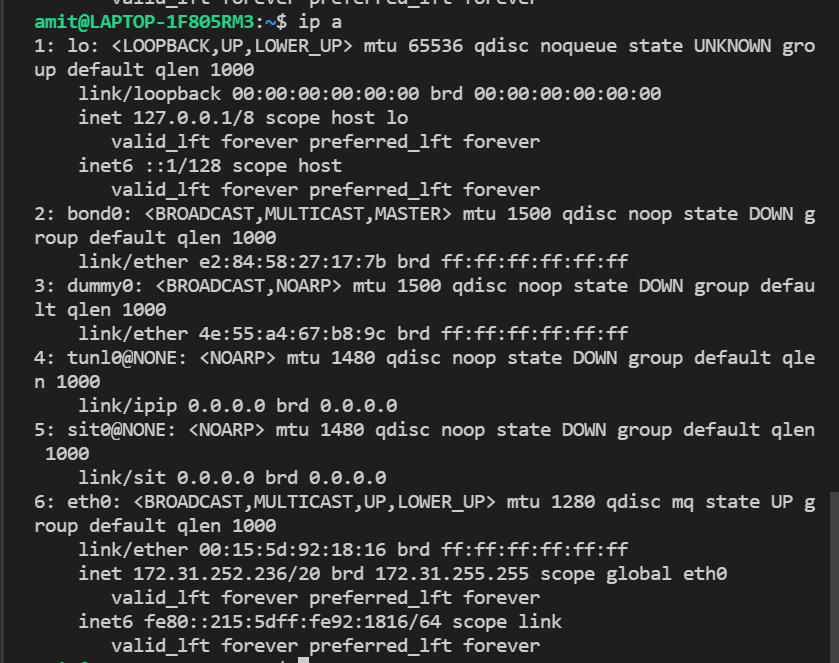 valid_lft forever preferred_lft forever
amit@LAPTOP-1F805RM3:~$ ip a
1: lo: <LOOPBACK,UP,LOWER_UP> mtu 65536 qdisc noqueue state UNKNOWN gro
up default qlen 1000
    link/loopback 00:00:00:00:00:00 brd 00:00:00:00:00:00
    inet 127.0.0.1/8 scope host lo
       valid_lft forever preferred_lft forever
    inet6 ::1/128 scope host
       valid_lft forever preferred_lft forever
2: bond0: <BROADCAST,MULTICAST,MASTER> mtu 1500 qdisc noop state DOWN g
roup default qlen 1000
    link/ether e2:84:58:27:17:7b brd ff:ff:ff:ff:ff:ff
3: dummy0: <BROADCAST,NOARP> mtu 1500 qdisc noop state DOWN group defau
lt qlen 1000
    link/ether 4e:55:a4:67:b8:9c brd ff:ff:ff:ff:ff:ff
4: tunl0@NONE: <NOARP> mtu 1480 qdisc noop state DOWN group default qle
n 1000
    link/ipip 0.0.0.0 brd 0.0.0.0
5: sit0@NONE: <NOARP> mtu 1480 qdisc noop state DOWN group default qlen
 1000
    link/sit 0.0.0.0 brd 0.0.0.0
6: eth0: <BROADCAST,MULTICAST,UP,LOWER_UP> mtu 1280 qdisc mq state UP g
roup default qlen 1000
    link/ether 00:15:5d:92:18:16 brd ff:ff:ff:ff:ff:ff
    inet 172.31.252.236/20 brd 172.31.255.255 scope global eth0
       valid_lft forever preferred_lft forever
    inet6 fe80::215:5dff:fe92:1816/64 scope link
       valid_lft forever preferred_lft forever